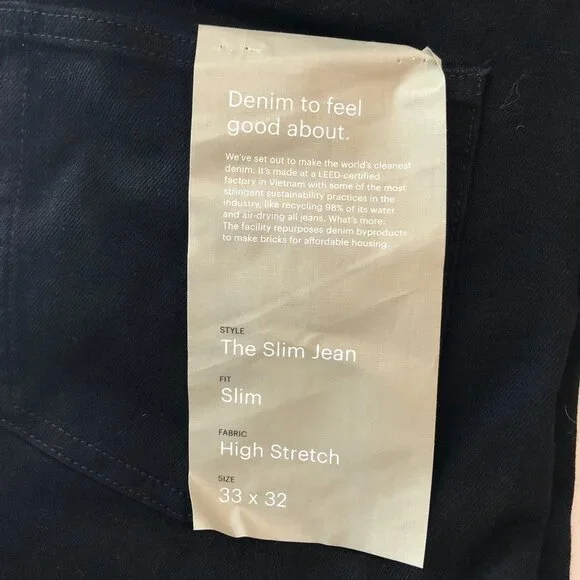 Denim to feel
good about.
We've set out to make the world's cleanest
denim. It's made at a LEED-certified
factory in Vietnam with some of the most
stringent sustainability practices in the
industry, like recycling 98% of its water
and air-drying all jeans. What's more:
The facility repurposes denim byproducts
to make bricks for affordable housing.
STYLE
The Slim Jean
FIT
Slim
FABRIC
High Stretch
SIZE
33 x 32